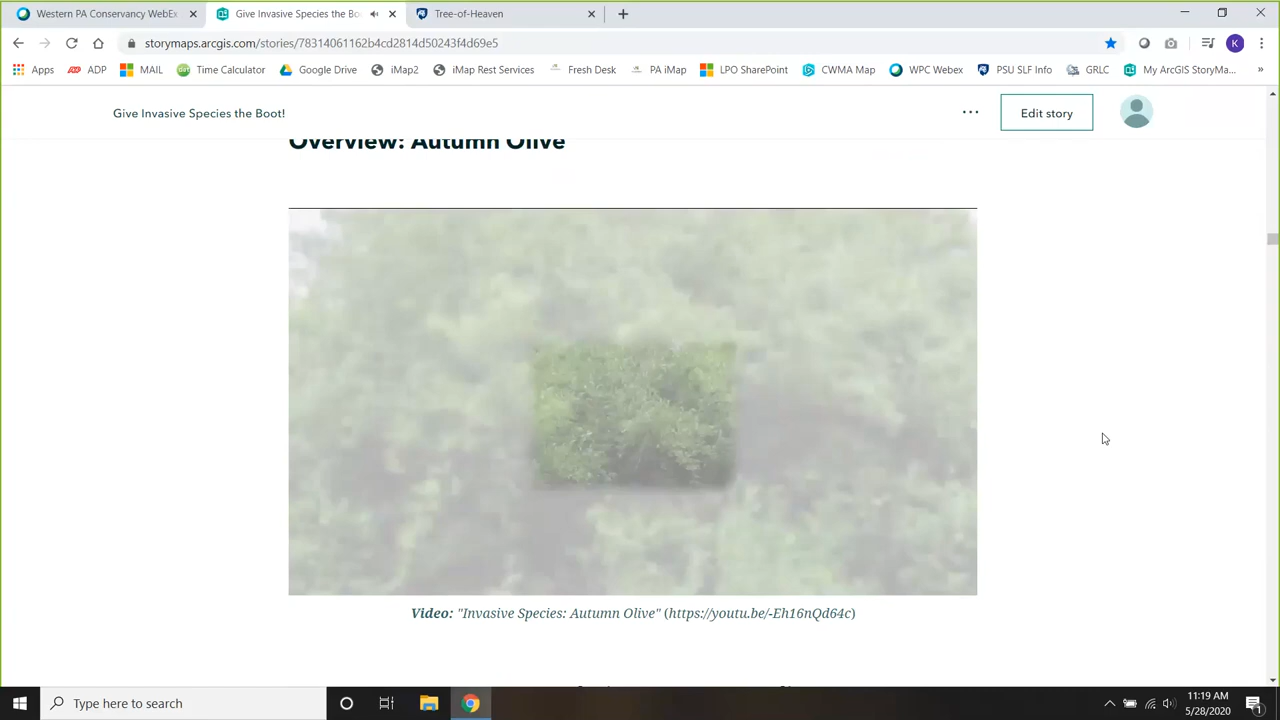 Western PA Conservancy WebEx
Give Invasive Species the Boo
Tree-of-Heaven
storymaps.arcgis.com/stories/78314061162b4cd2814d50243f4d69e5
K
Apps ADP MAIL Time Calculator Google Drive iMap2 iMap Rest Services Fresh Desk PA iMap LPO SharePoint CWMA Map WPC Webex PSU SLF Info GRLC My ArcGIS StoryMa... »
Give Invasive Species the Boot!
... Edit story
Overview: Autumn Olive
Video: "Invasive Species: Autumn Olive" (https://youtu.be/-Eh16nQd64c)
Type here to search
11:19 AM
5/28/2020
1